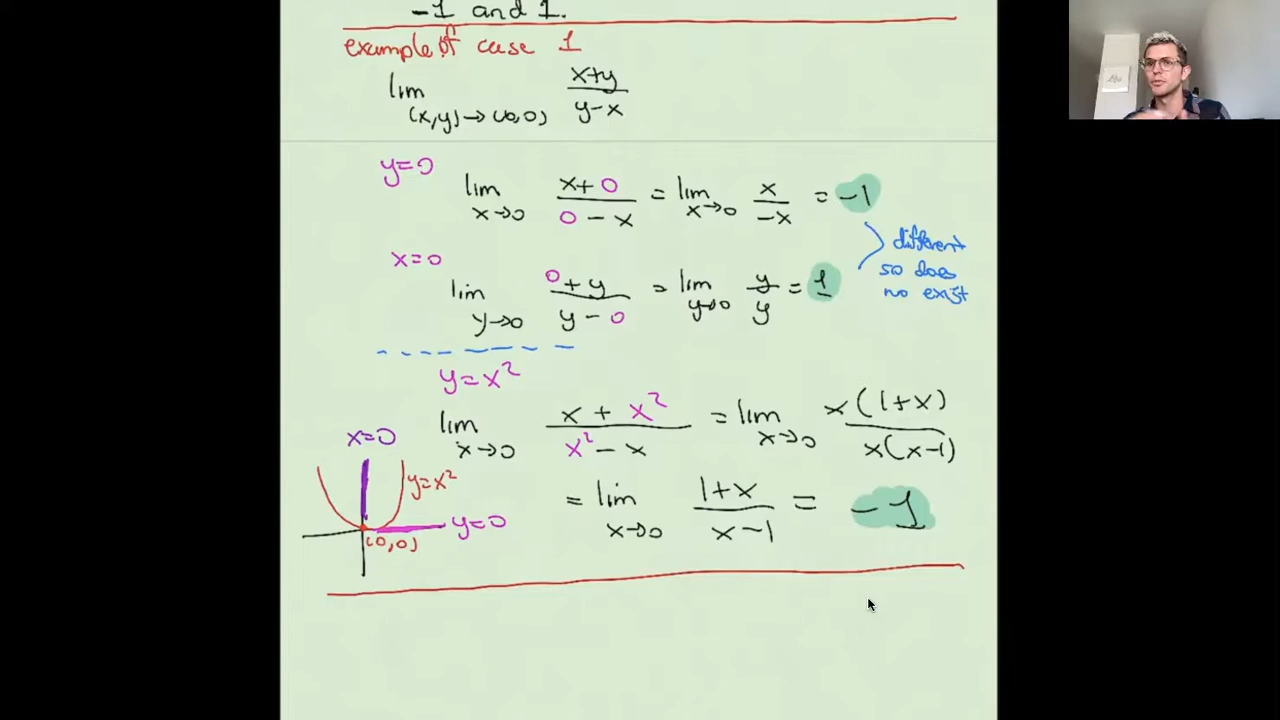 -1 and 1.
example of case 1
lim (x,y)→(0,0) x+y / y-x
y=0
lim x→0 x+0 / 0-x = lim x→0 x / -x = -1
x=0
lim y→0 0+y / y-0 = lim y→0 y / y = 1
different
so does
no exist
y=x²
lim x→0 x+x² / x²-x = lim x→0 x(1+x) / x(x-1)
= lim x→0 1+x / x-1 = -1
x=0
y=x²
y=0
(0,0)